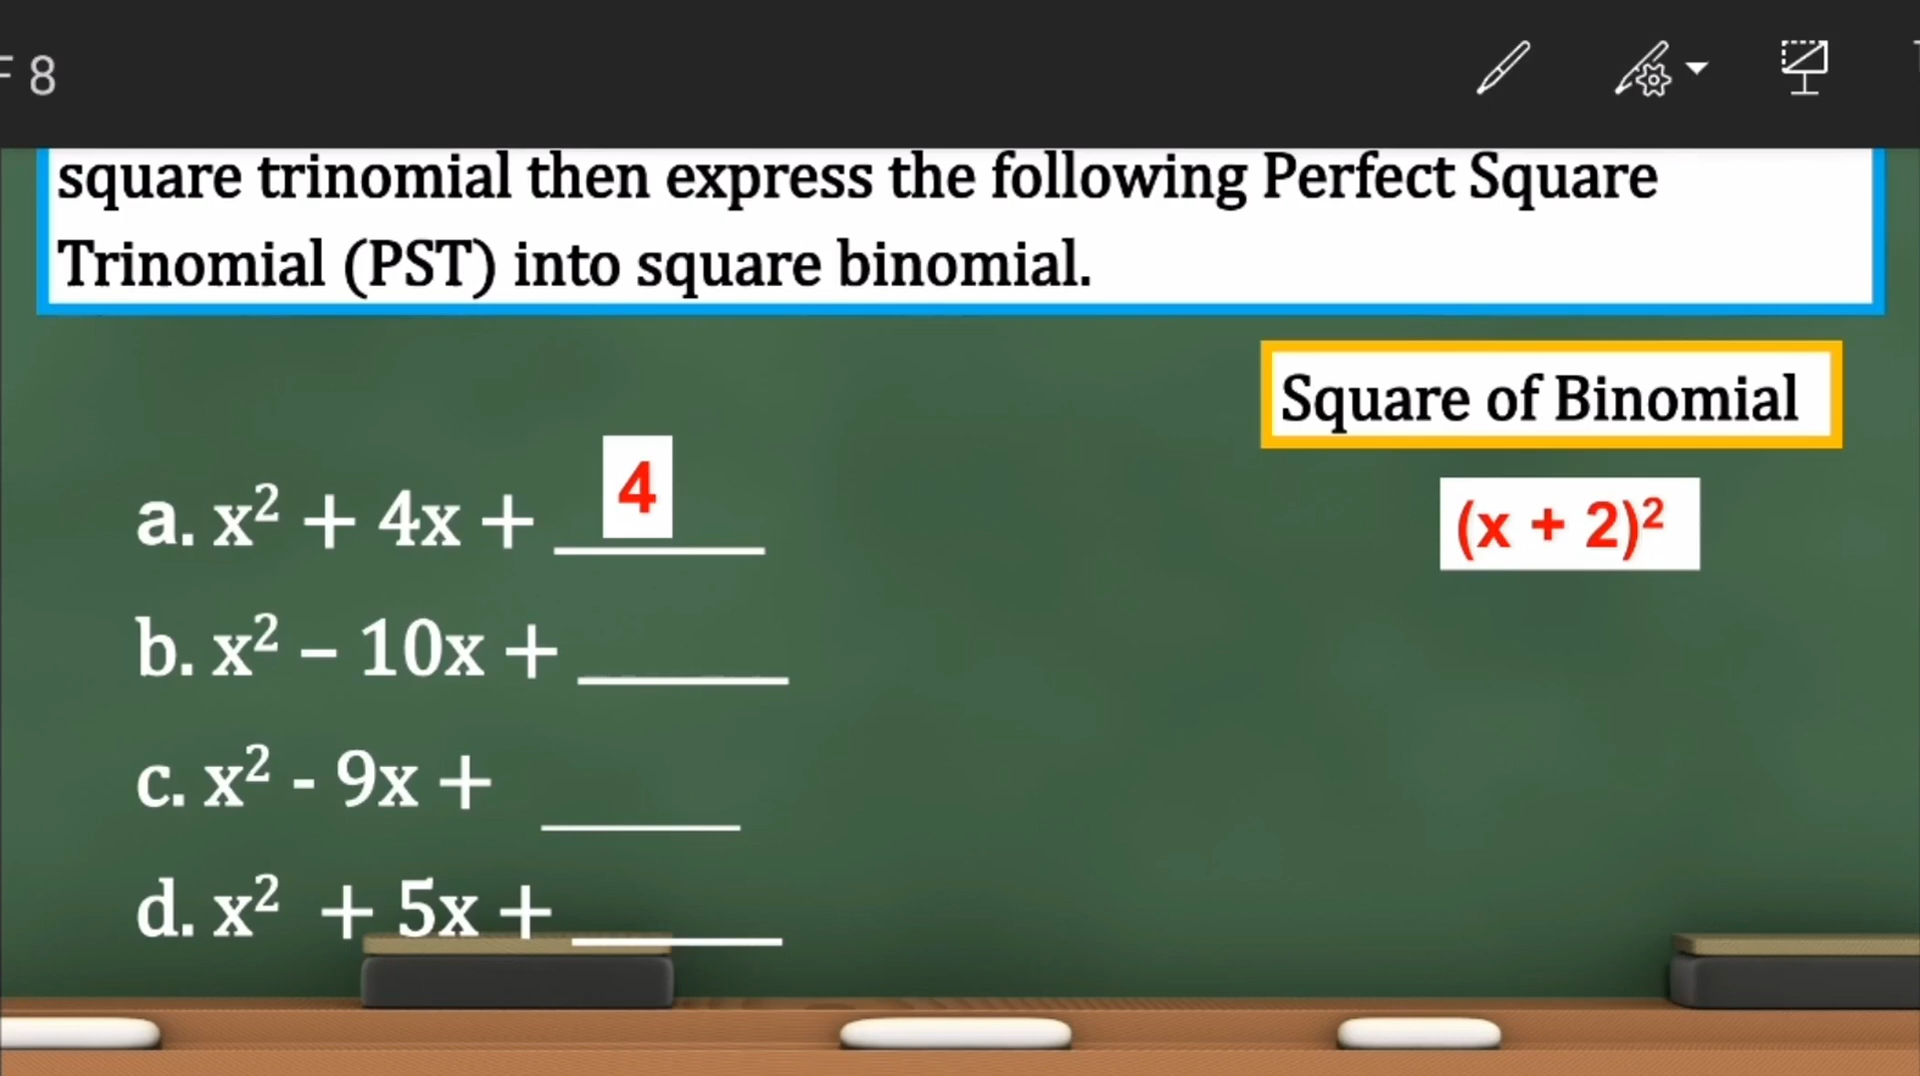 F 8
square trinomial then express the following Perfect Square
Trinomial (PST) into square binomial.
Square of Binomial
a. x² + 4x + 4
(x + 2)²
b. x² – 10x + ______
c. x² - 9x + ______
d. x² + 5x + ______